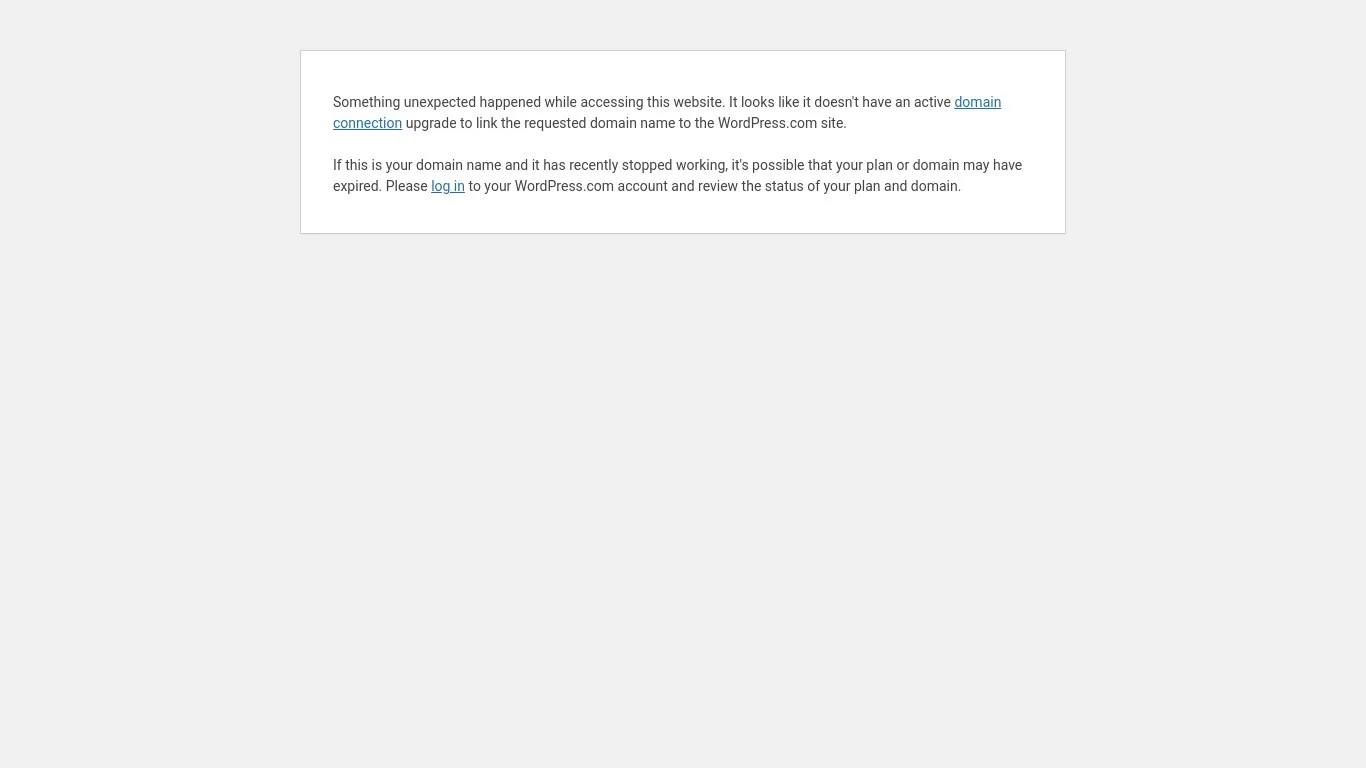 Something unexpected happened while accessing this website. It looks like it doesn't have an active domain
connection upgrade to link the requested domain name to the WordPress.com site.
If this is your domain name and it has recently stopped working, it's possible that your plan or domain may have
expired. Please log in to your WordPress.com account and review the status of your plan and domain.